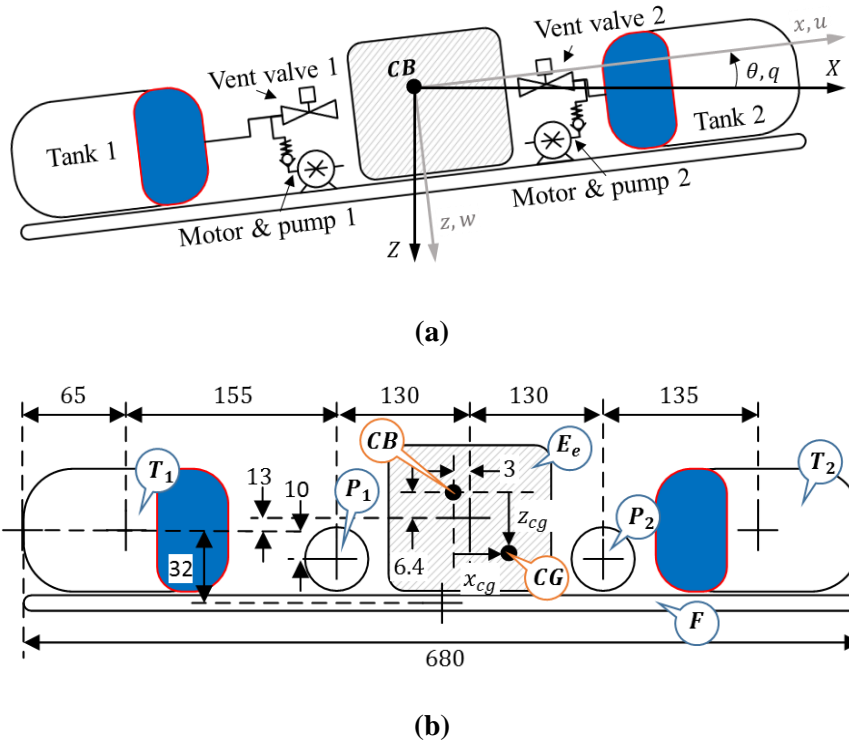 Vent valve 2
x, u
CB
Vent valve 1
θ, q
X
Tank 2
Tank 1
Motor & pump 2
Motor & pump 1
Z
z, w
(a)
65
155
130
130
135
CB
E_e
T_1
3
T_2
13
10
P_1
P_2
z_cg
32
6.4
x_cg
CG
F
680
(b)